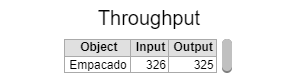 Throughput
Object Input Output
Empacado 326 325